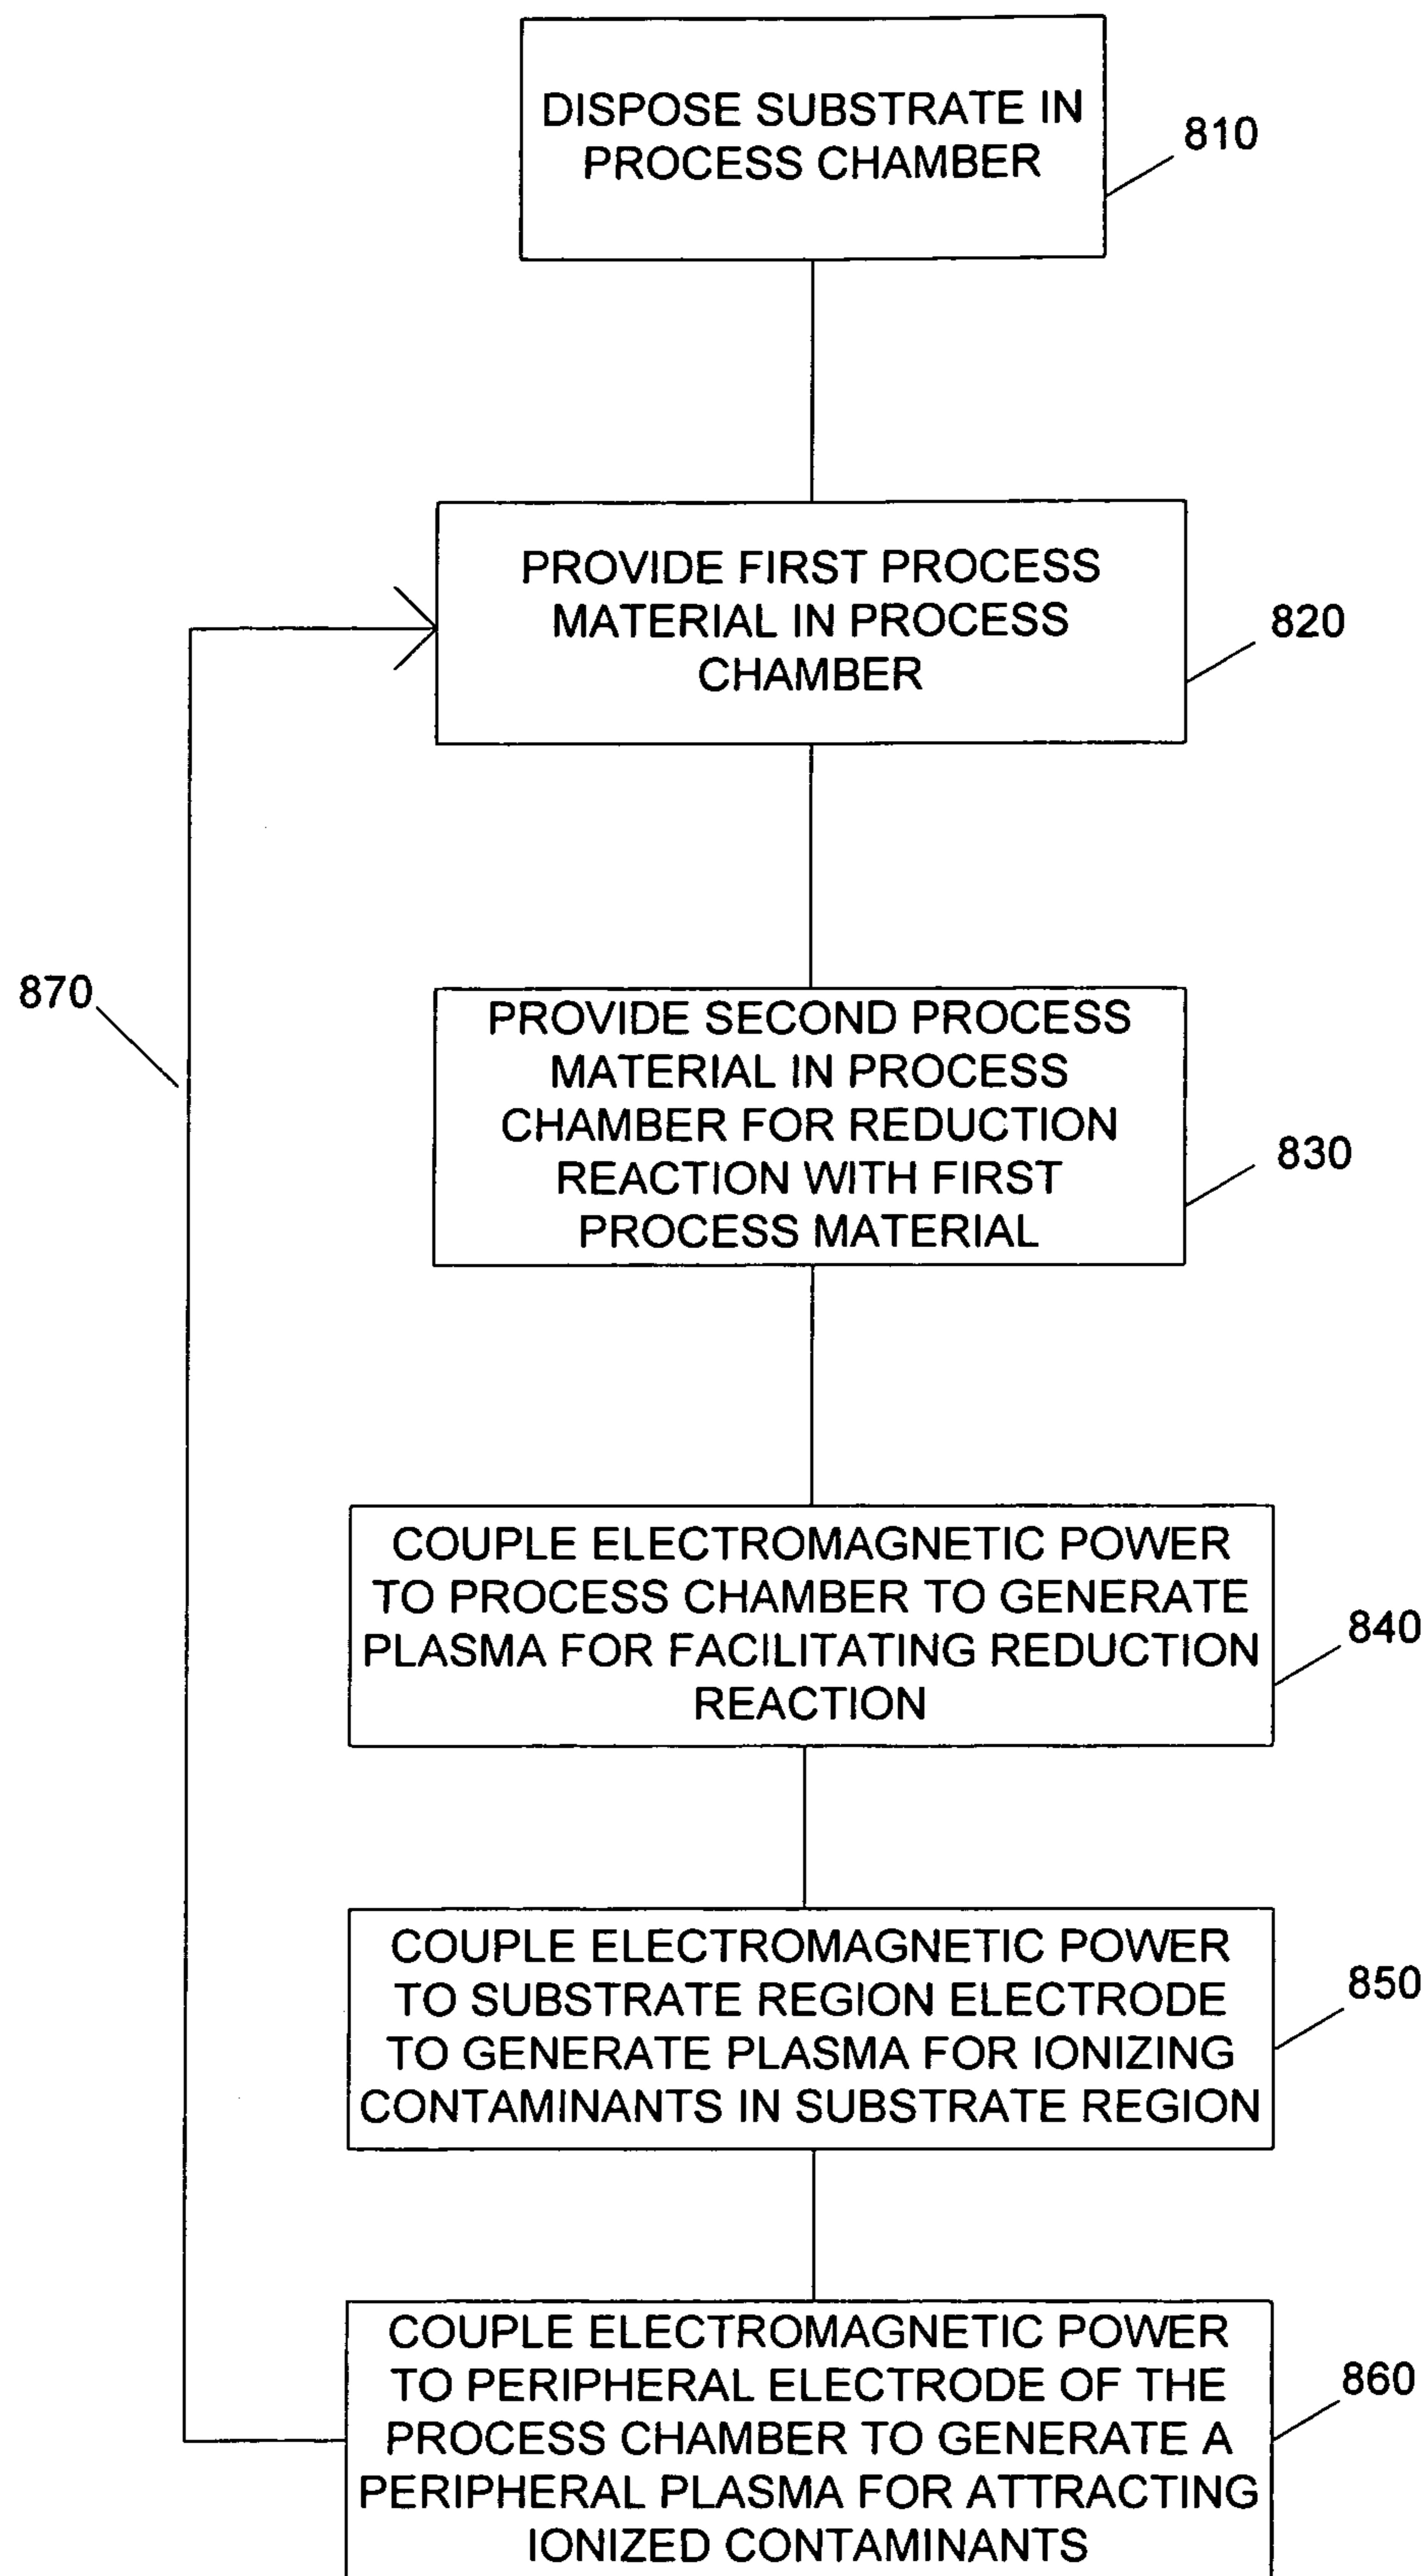 DISPOSE SUBSTRATE IN
PROCESS CHAMBER
810
PROVIDE FIRST PROCESS
MATERIAL IN PROCESS
CHAMBER
820
870
PROVIDE SECOND PROCESS
MATERIAL IN PROCESS
CHAMBER FOR REDUCTION
REACTION WITH FIRST
PROCESS MATERIAL
830
COUPLE ELECTROMAGNETIC POWER
TO PROCESS CHAMBER TO GENERATE
PLASMA FOR FACILITATING REDUCTION
REACTION
840
COUPLE ELECTROMAGNETIC POWER
TO SUBSTRATE REGION ELECTRODE
TO GENERATE PLASMA FOR IONIZING
CONTAMINANTS IN SUBSTRATE REGION
850
COUPLE ELECTROMAGNETIC POWER
TO PERIPHERAL ELECTRODE OF THE
PROCESS CHAMBER TO GENERATE A
PERIPHERAL PLASMA FOR ATTRACTING
IONIZED CONTAMINANTS
860